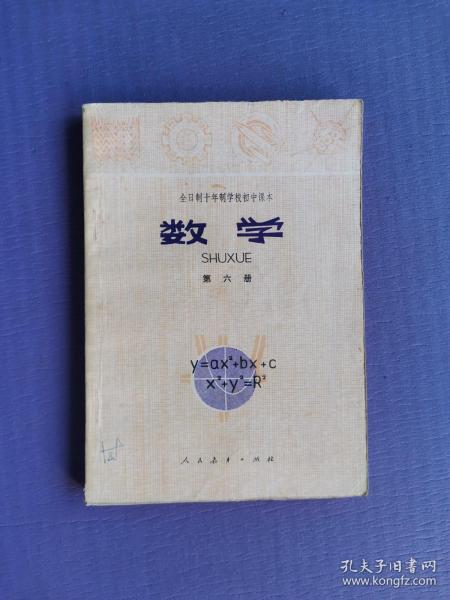 全日制十年制学校初中课本
数学
SHUXUE
第六册
y=ax²+bx+c
x²+y²=R²
人民教育出版社
孔夫子旧书网
www.kongfz.com